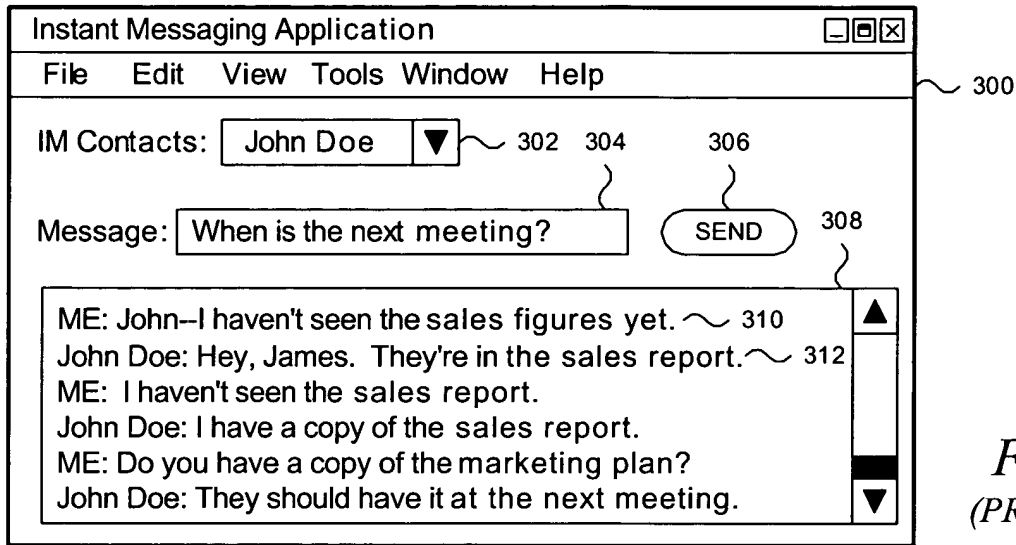 Instant Messaging Application
File Edit View Tools Window Help
300
IM Contacts: John Doe 302 304 306
Message: When is the next meeting? SEND 308
ME: John--I haven't seen the sales figures yet. 310
John Doe: Hey, James. They're in the sales report. 312
ME: I haven't seen the sales report.
John Doe: I have a copy of the sales report.
ME: Do you have a copy of the marketing plan?
John Doe: They should have it at the next meeting.